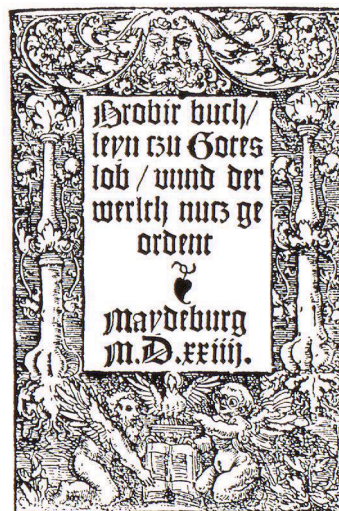 Probir buch/
leyn tzu Gotes
lob / vnnd der
werlth nutz ge
ordent
Maydeburg
M.D.xxiiij.